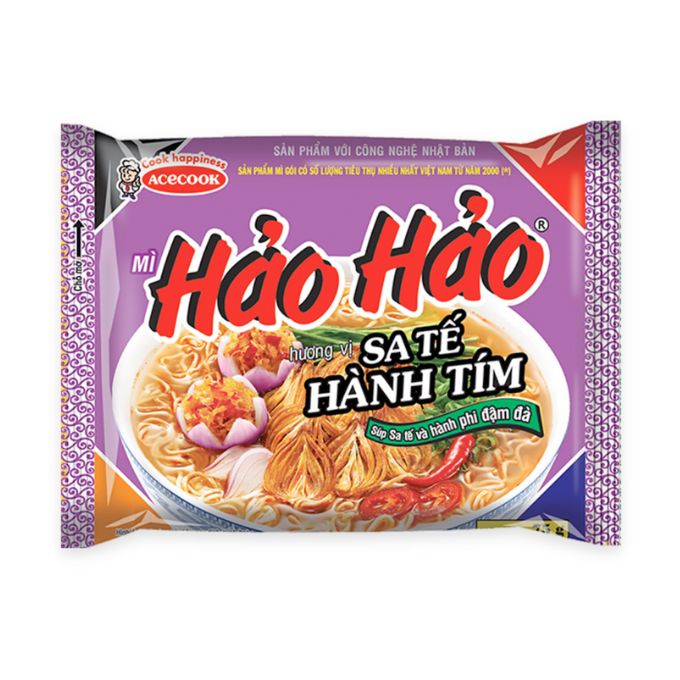 SẢN PHẨM VỚI CÔNG NGHỆ NHẬT BẢN
SẢN PHẨM MÌ GÓI CÓ SỐ LƯỢNG TIÊU THỤ NHIỀU NHẤT VIỆT NAM TỪ NĂM 2000 (*)
Cook happiness
ACECOOK
®
Chỗ mở
MÌ
Hảo Hảo
®
hương vị
SA TẾ
HÀNH TÍM
Súp Sa tế và hành phi đậm đà
g